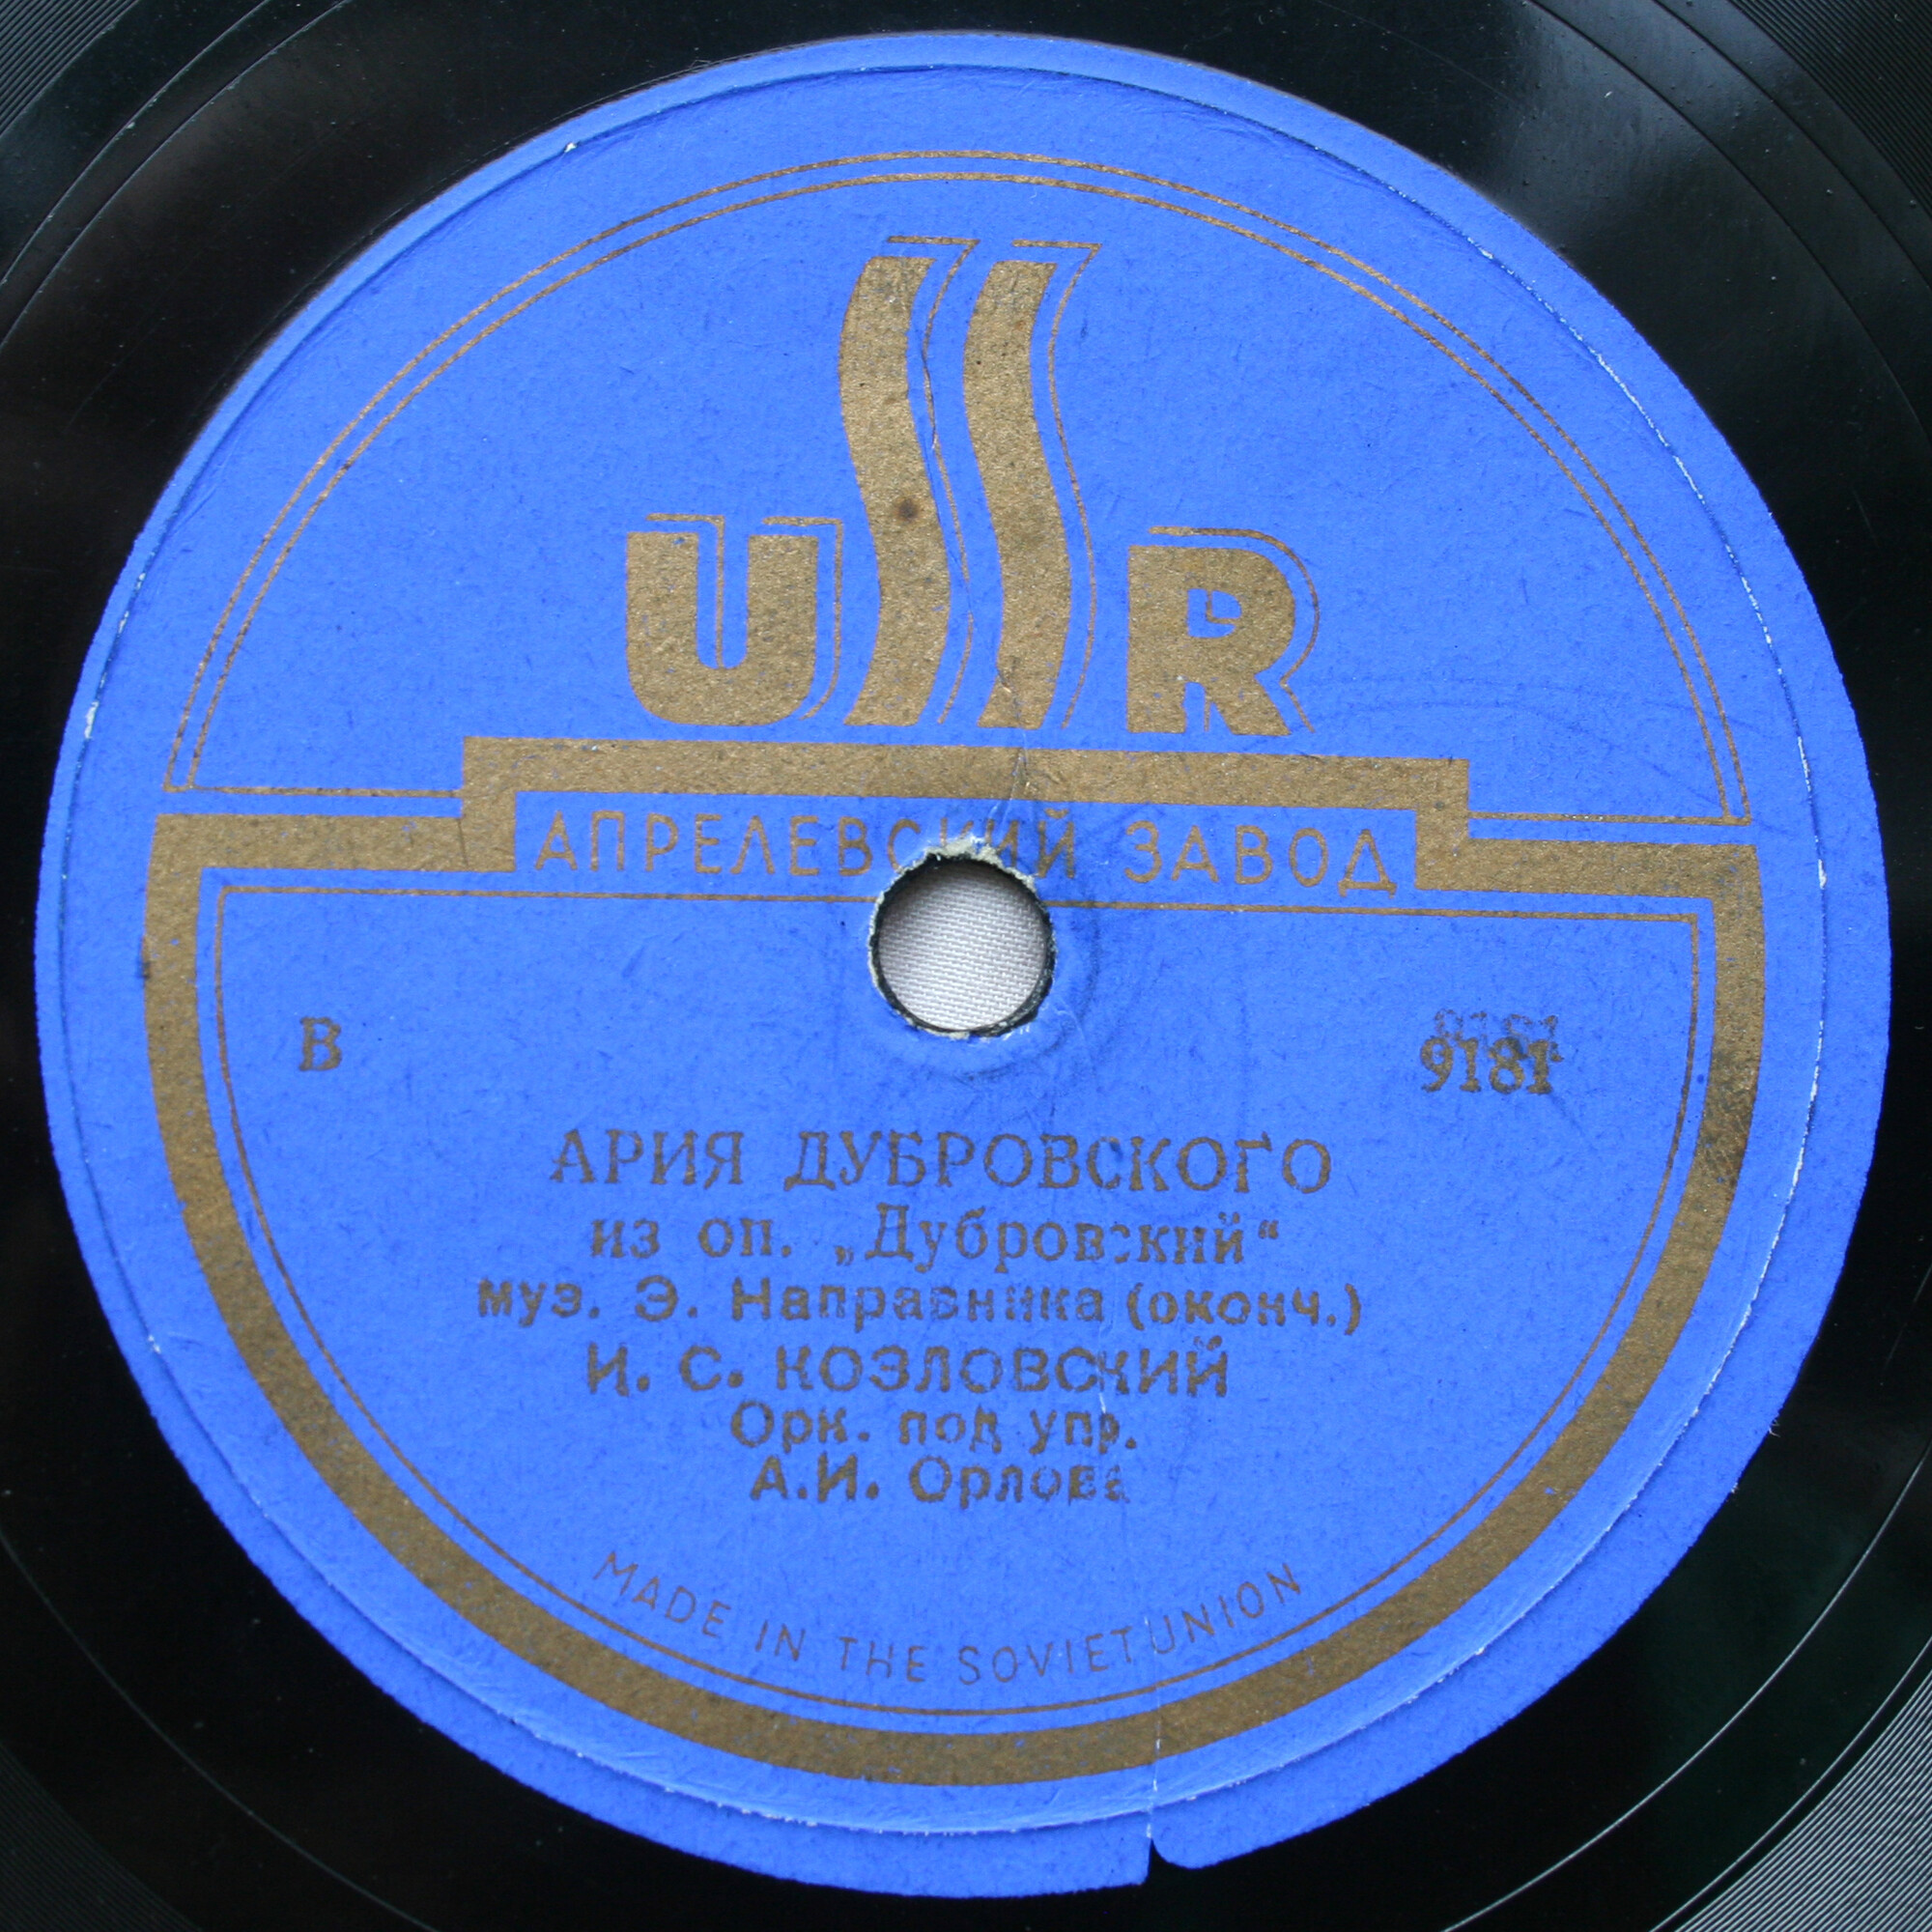 USSR
АПРЕЛЕВСКИЙ ЗАВОД
В 9181
АРИЯ ДУБРОВСКОГО
из оп. „Дубровский“
муз. Э. Направника (оконч.)
И. С. КОЗЛОВСКИЙ
Орк. под упр.
А.И. Орлова
MADE IN THE SOVIET UNION